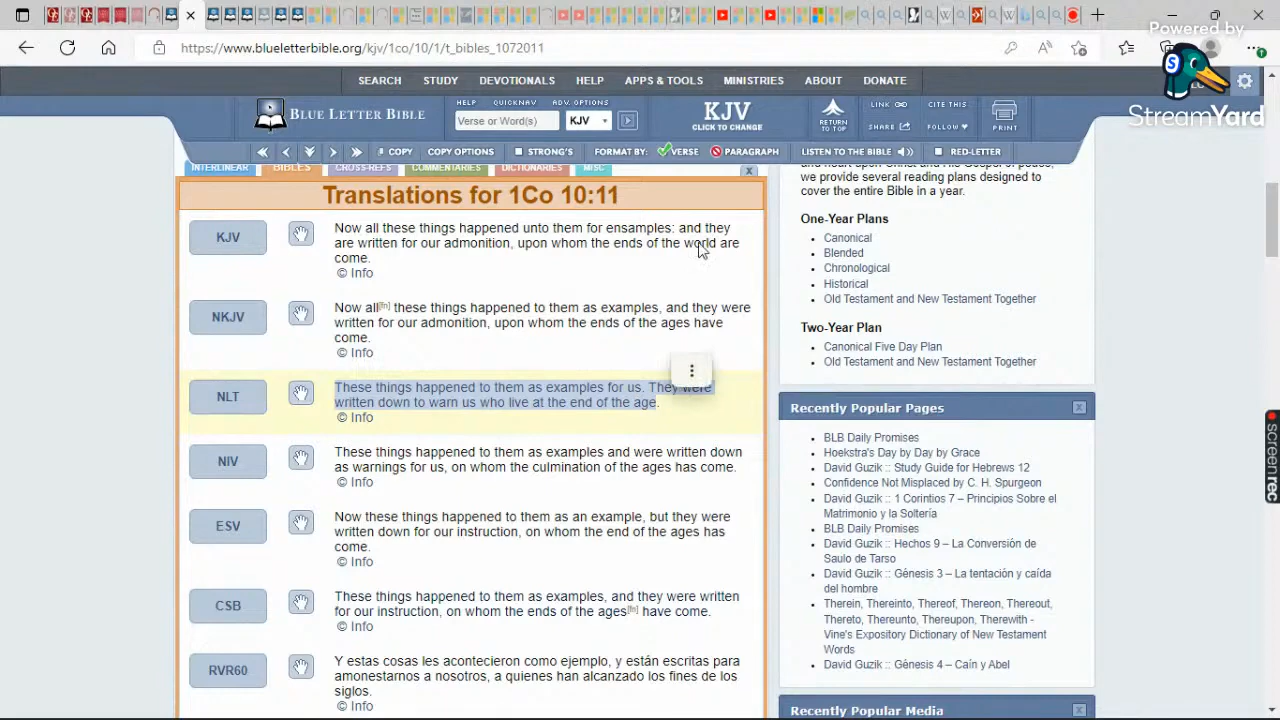 Powered by
StreamYard
https://www.blueletterbible.org/kjv/1co/10/1/t_bibles_1072011
SEARCH STUDY DEVOTIONALS HELP APPS & TOOLS MINISTRIES ABOUT DONATE
BLUE LETTER BIBLE
HELP QUICKNAV ADV. OPTIONS
Verse or Word(s) KJV
KJV
CLICK TO CHANGE
RETURN
TO TOP
LINK CITE THIS
SHARE FOLLOW
PRINT
COPY COPY OPTIONS STRONG'S FORMAT BY: VERSE PARAGRAPH LISTEN TO THE BIBLE RED-LETTER
INTERLINEAR BIBLES CROSS-REFS COMMENTARIES DICTIONARIES MISC
Translations for 1Co 10:11
KJV
Now all these things happened unto them for ensamples: and they
are written for our admonition, upon whom the ends of the world are
come.
© Info
NKJV
Now all[fn] these things happened to them as examples, and they were
written for our admonition, upon whom the ends of the ages have
come.
© Info
NLT
These things happened to them as examples for us. They were
written down to warn us who live at the end of the age.
© Info
NIV
These things happened to them as examples and were written down
as warnings for us, on whom the culmination of the ages has come.
© Info
ESV
Now these things happened to them as an example, but they were
written down for our instruction, on whom the end of the ages has
come.
© Info
CSB
These things happened to them as examples, and they were written
for our instruction, on whom the ends of the ages[fn] have come.
© Info
RVR60
Y estas cosas les acontecieron como ejemplo, y están escritas para
amonestarnos a nosotros, a quienes han alcanzado los fines de los
siglos.
© Info
and heart upon Christ and His Gospel of peace,
we provide several reading plans designed to
cover the entire Bible in a year.
One-Year Plans
Canonical
Blended
Chronological
Historical
Old Testament and New Testament Together
Two-Year Plan
Canonical Five Day Plan
Old Testament and New Testament Together
Recently Popular Pages
BLB Daily Promises
Hoekstra's Day by Day by Grace
David Guzik :: Study Guide for Hebrews 12
Confidence Not Misplaced by C. H. Spurgeon
David Guzik :: 1 Corintios 7 – Principios Sobre el
Matrimonio y la Soltería
BLB Daily Promises
David Guzik :: Hechos 9 – La Conversión de
Saulo de Tarso
David Guzik :: Génesis 3 – La tentación y caída
del hombre
Therein, Thereinto, Thereof, Thereon, Thereout,
Thereto, Thereunto, Thereupon, Therewith -
Vine's Expository Dictionary of New Testament
Words
David Guzik :: Génesis 4 – Caín y Abel
Recently Popular Media
SCREENREC